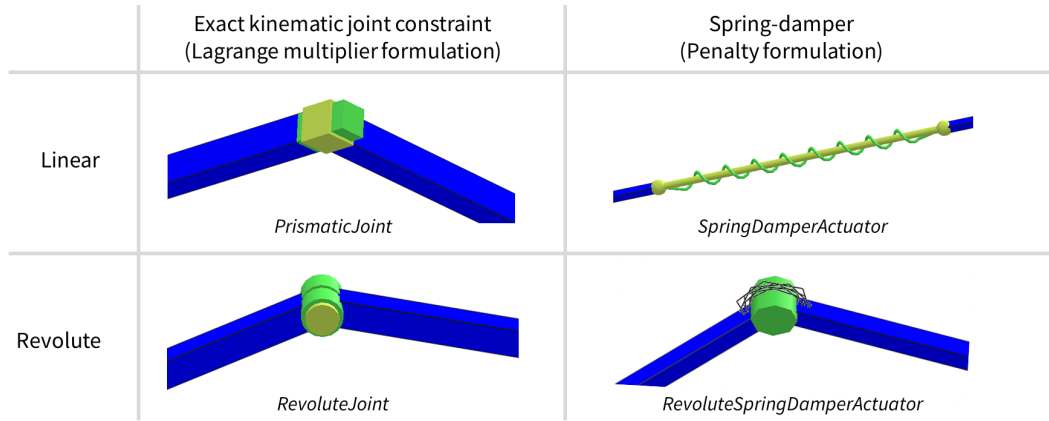 Exact kinematic joint constraint
(Lagrange multiplier formulation)
Spring-damper
(Penalty formulation)
Linear
PrismaticJoint
SpringDamperActuator
Revolute
RevoluteJoint
RevoluteSpringDamperActuator